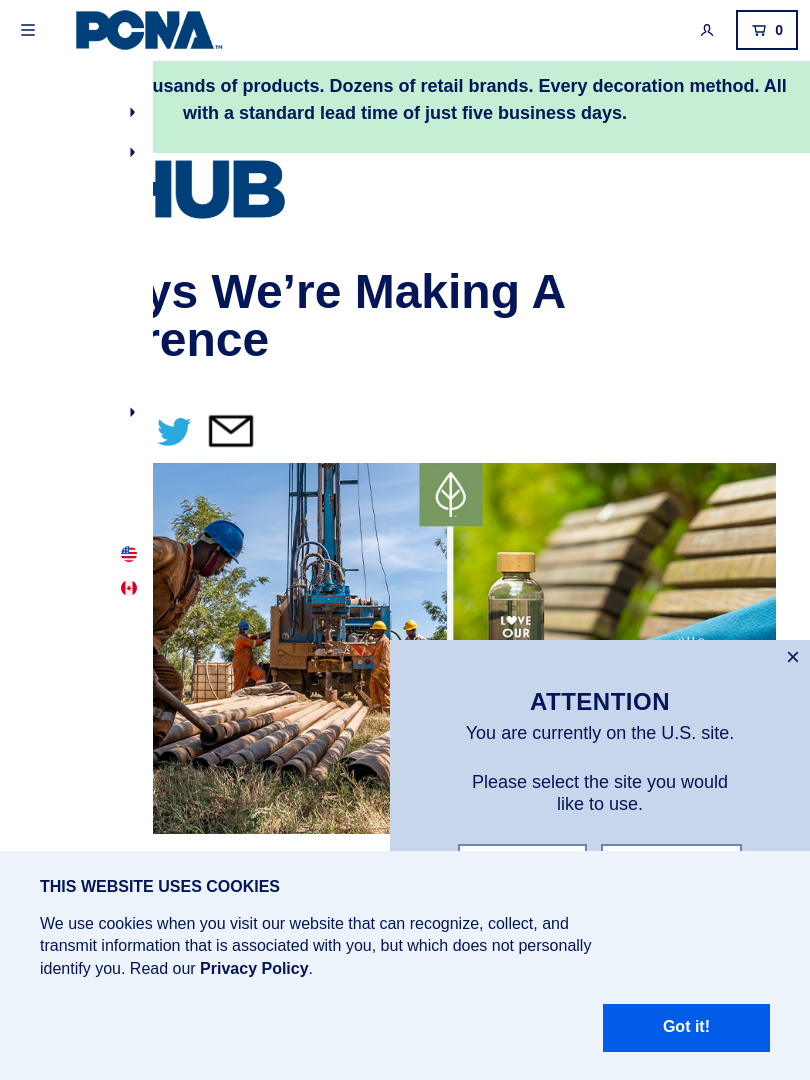 PCNA™
0
usands of products. Dozens of retail brands. Every decoration method. All
with a standard lead time of just five business days.
HUB
ys We’re Making A
rence
LOVE
OUR
ATTENTION
You are currently on the U.S. site.
Please select the site you would
like to use.
THIS WEBSITE USES COOKIES
We use cookies when you visit our website that can recognize, collect, and
transmit information that is associated with you, but which does not personally
identify you. Read our Privacy Policy.
Got it!